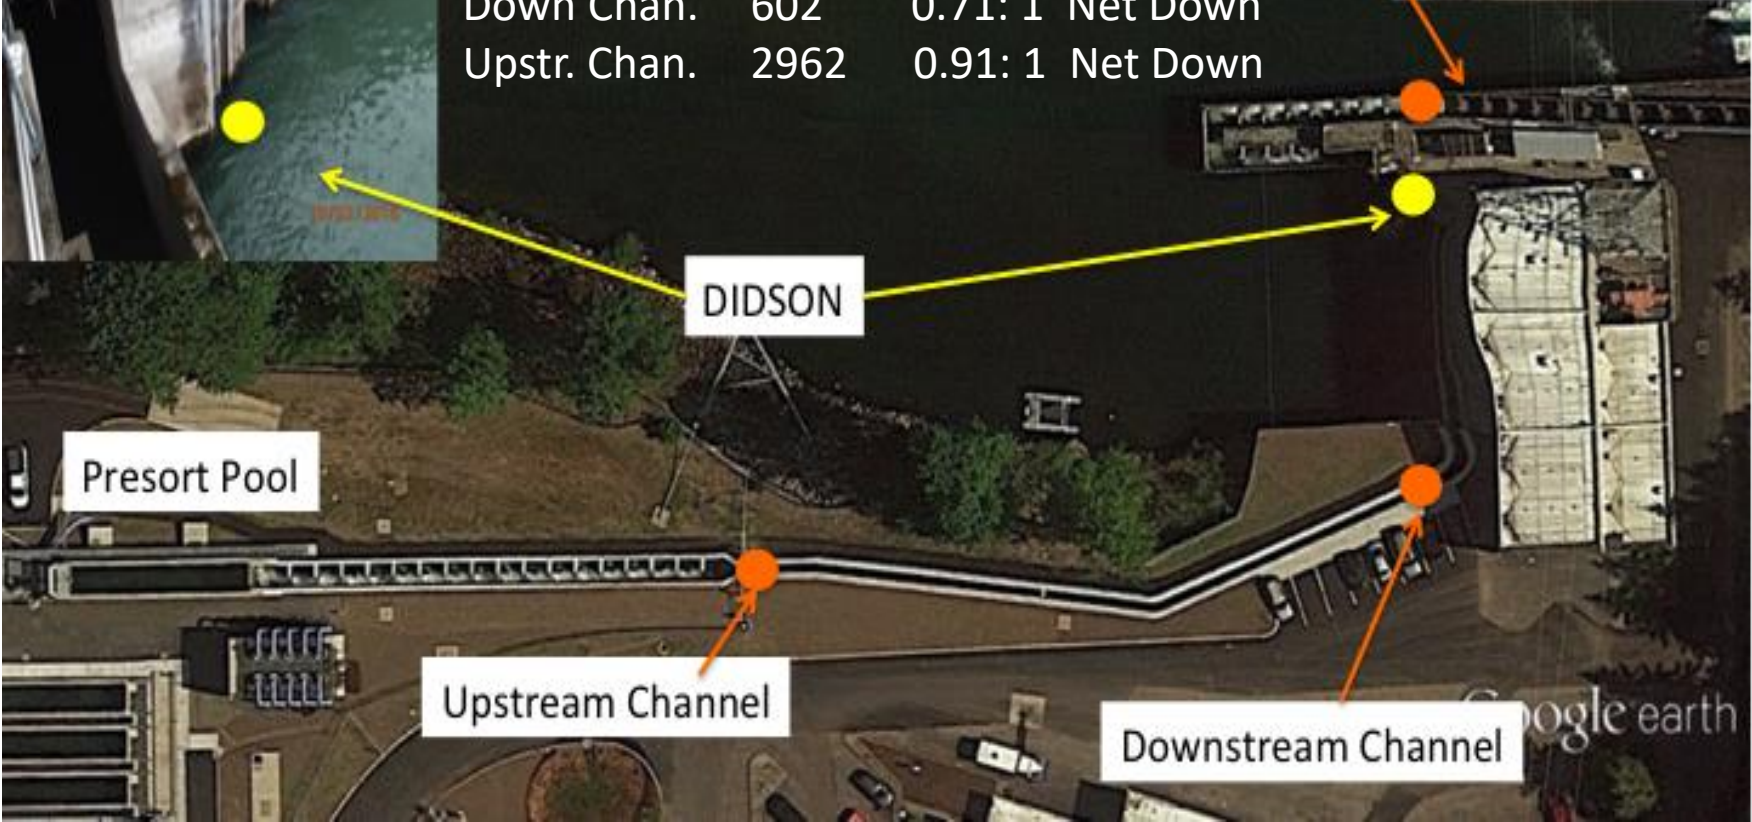 Down Chan. 602 0.71: 1 Net Down
Upstr. Chan. 2962 0.91: 1 Net Down
DIDSON
Presort Pool
Upstream Channel
Downstream Channel
Google earth